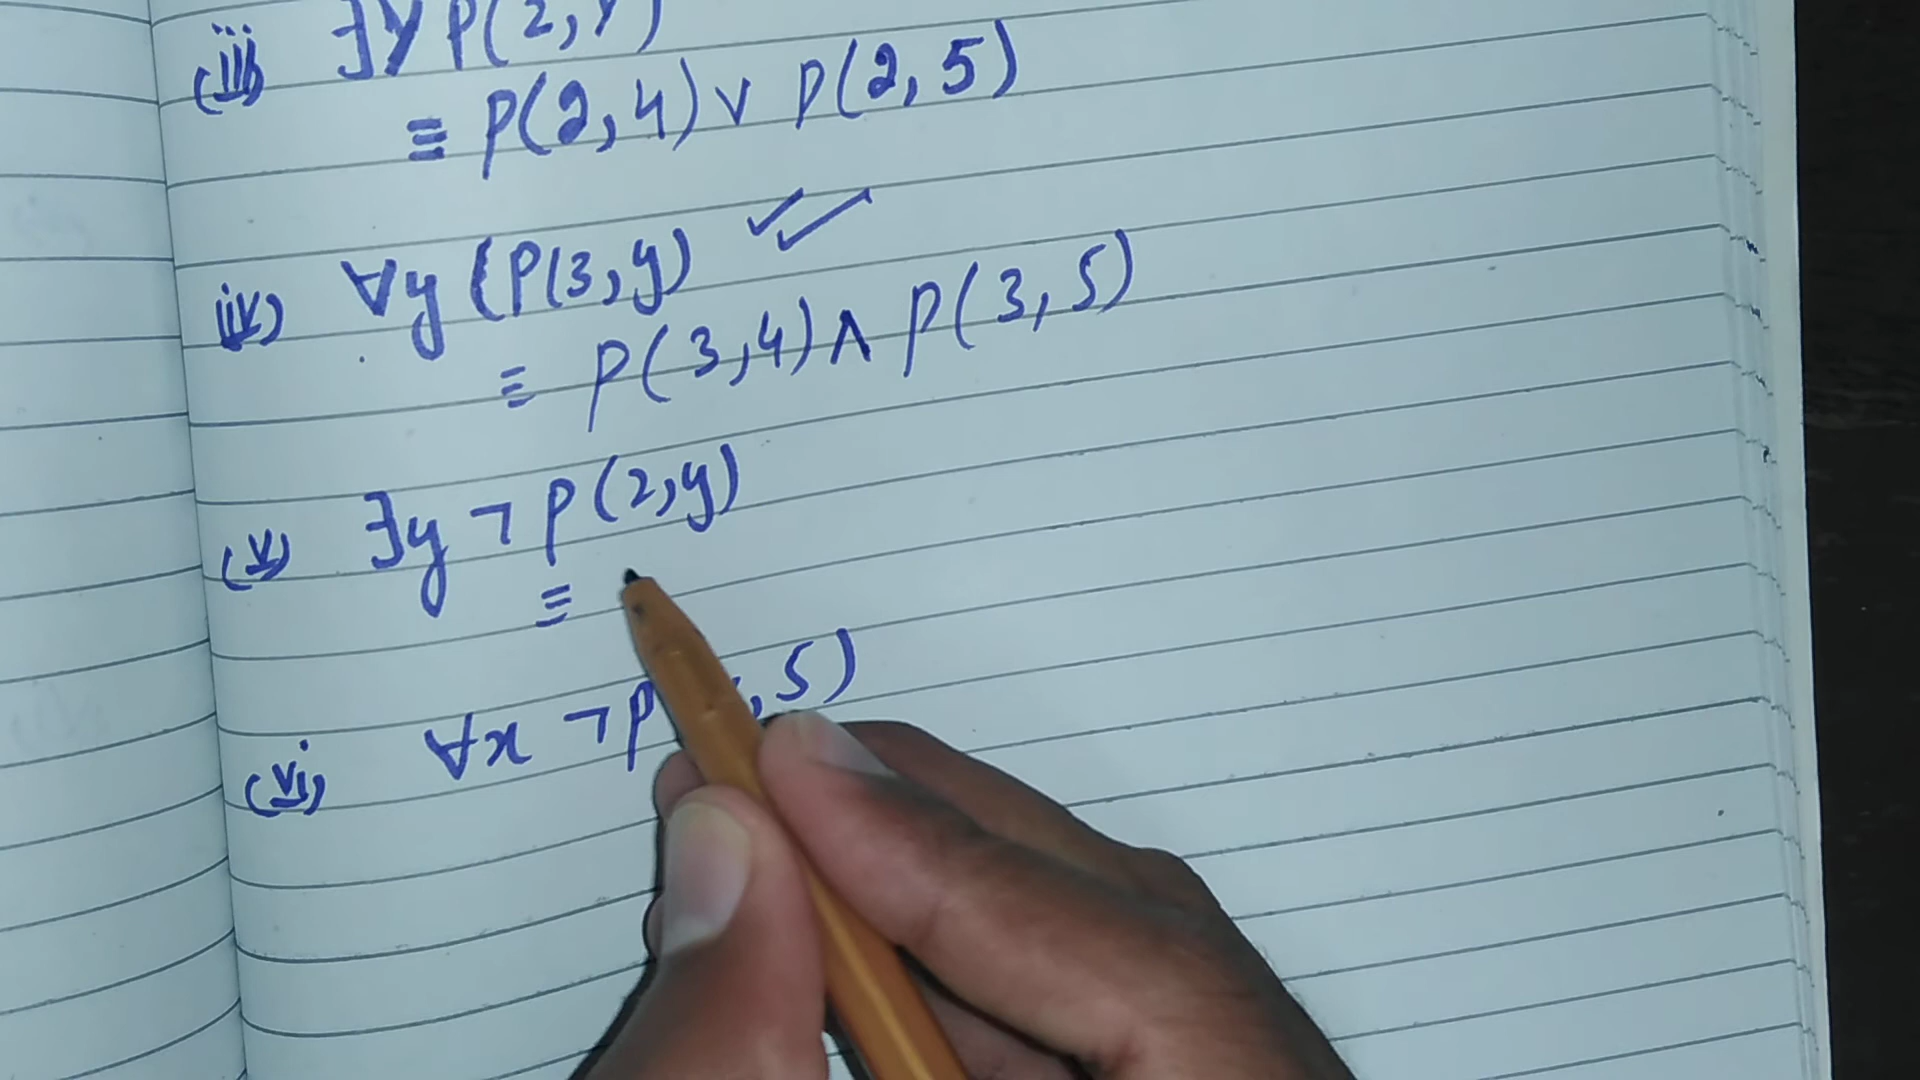 (iii) ∃y P(2,y)
≡ P(2,4) ∨ P(2,5)
(iv) ∀y (P(3,y)
≡ P(3,4) ∧ P(3,5)
(v) ∃y ¬ P(2,y)
≡
(vi) ∀x ¬P ,5)